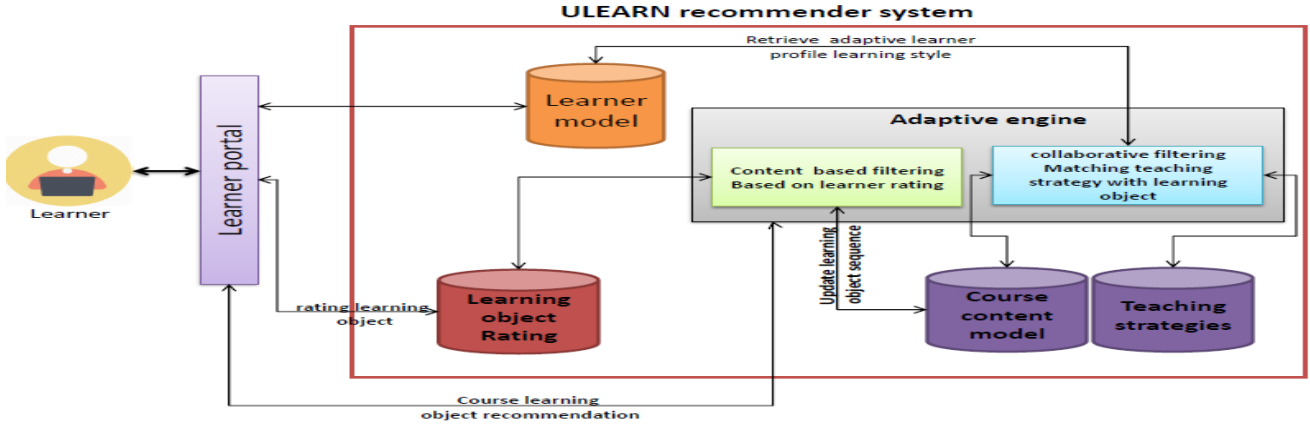 ULEARN recommender system
Retrieve adaptive learner
profile learning style
Learner
model
Adaptive engine
Content based filtering
Based on learner rating
collaborative filtering
Matching teaching
strategy with learning
object
Learner portal
Learner
Update learning
object sequence
rating learning
object
Learning
object
Rating
Course
content
model
Teaching
strategies
Course learning
object recommendation